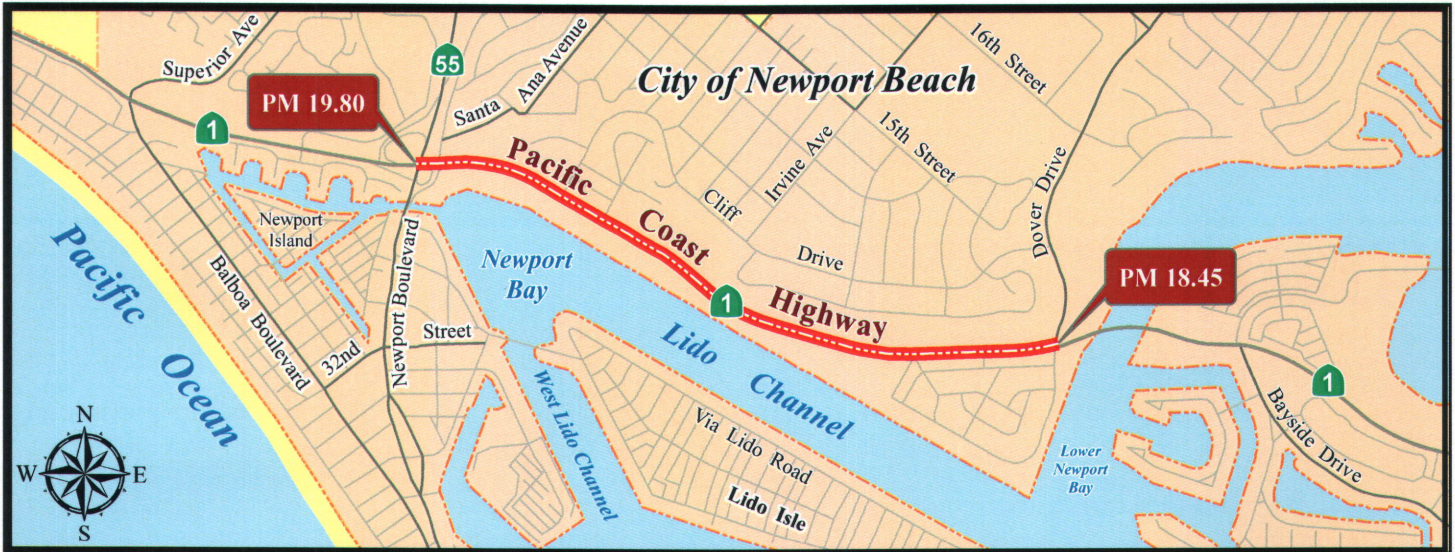 Superior Ave
55
Santa Ana Avenue
City of Newport Beach
16th Street
PM 19.80
1
15th Street
Irvine Ave
Cliff Drive
Dover Drive
Pacific Coast Highway
1
PM 18.45
Newport
Island
Newport
Bay
Balboa Boulevard
Newport Boulevard
32nd Street
Pacific Ocean
Lido Channel
West Lido Channel
Via Lido Road
Lido Isle
Lower
Newport
Bay
Bayside Drive
1
N
W E
S